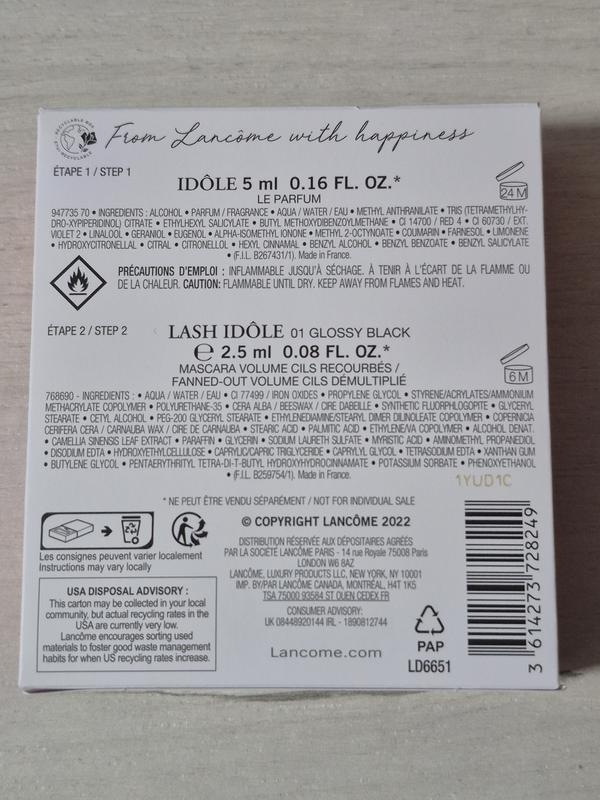 From Lancôme with happiness
ÉTAPE 1 / STEP 1
IDÔLE 5 ml 0.16 FL. OZ.*
24 M
LE PARFUM
947735 70 • INGREDIENTS : ALCOHOL • PARFUM / FRAGRANCE • AQUA / WATER / EAU • METHYL ANTHRANILATE • TRIS (TETRAMETHYLHY-
DRO-XYPIPERIDINOL) CITRATE • ETHYLHEXYL SALICYLATE • BUTYL METHOXYDIBENZOYLMETHANE • CI 14700 / RED 4 • CI 60730 / EXT.
VIOLET 2 • LINALOOL • GERANIOL • EUGENOL • ALPHA-ISOMETHYL IONONE • METHYL 2-OCTYNOATE • COUMARIN • FARNESOL • LIMONENE
• HYDROXYCITRONELLAL • CITRAL • CITRONELLOL • HEXYL CINNAMAL • BENZYL ALCOHOL • BENZYL BENZOATE • BENZYL SALICYLATE
• (F.I.L. B267431/1). Made in France.
PRÉCAUTIONS D'EMPLOI : INFLAMMABLE JUSQU'À SÉCHAGE. À TENIR À L'ÉCART DE LA FLAMME OU
DE LA CHALEUR. CAUTION: FLAMMABLE UNTIL DRY. KEEP AWAY FROM FLAMES AND HEAT.
ÉTAPE 2 / STEP 2
LASH IDÔLE 01 GLOSSY BLACK
℮ 2.5 ml 0.08 FL. OZ.*
6 M
MASCARA VOLUME CILS RECOURBÉS /
FANNED-OUT VOLUME CILS DÉMULTIPLIÉ
768690 - INGREDIENTS : • AQUA / WATER / EAU • CI 77499 / IRON OXIDES • PROPYLENE GLYCOL • STYRENE/ACRYLATES/AMMONIUM
METHACRYLATE COPOLYMER • POLYURETHANE-35 • CERA ALBA / BEESWAX / CIRE DABEILLE • SYNTHETIC FLUORPHLOGOPITE • GLYCERYL
STEARATE • CETYL ALCOHOL • PEG-200 GLYCERYL STEARATE • ETHYLENEDIAMINE/STEARYL DIMER DILINOLEATE COPOLYMER • COPERNICIA
CERIFERA CERA / CARNAUBA WAX / CIRE DE CARNAUBA • STEARIC ACID • PALMITIC ACID • ETHYLENE/VA COPOLYMER • ALCOHOL DENAT.
• CAMELLIA SINENSIS LEAF EXTRACT • PARAFFIN • GLYCERIN • SODIUM LAURETH SULFATE • MYRISTIC ACID • AMINOMETHYL PROPANEDIOL
• DISODIUM EDTA • HYDROXYETHYLCELLULOSE • CAPRYLIC/CAPRIC TRIGLYCERIDE • CAPRYLYL GLYCOL • TETRASODIUM EDTA • XANTHAN GUM
• BUTYLENE GLYCOL • PENTAERYTHRITYL TETRA-DI-T-BUTYL HYDROXYHYDROCINNAMATE • POTASSIUM SORBATE • PHENOXYETHANOL
• (F.I.L. B259754/1). Made in France.
1YUD1C
* NE PEUT ÊTRE VENDU SÉPARÉMENT / NOT FOR INDIVIDUAL SALE
© COPYRIGHT LANCÔME 2022
Les consignes peuvent varier localement
Instructions may vary locally
DISTRIBUTION RÉSERVÉE AUX DÉPOSITAIRES AGRÉÉS
PAR LA SOCIÉTÉ LANCÔME PARIS - 14 rue Royale 75008 Paris
LONDON W6 8AZ
LANCÔME, LUXURY PRODUCTS LLC, NEW YORK, NY 10001
IMP. BY/PAR LANCÔME CANADA, MONTRÉAL, H4T 1K5
TSA 75000 93584 ST OUEN CEDEX FR
CONSUMER ADVISORY:
UK 08448920144 IRL - 1890812744
Lancome.com
USA DISPOSAL ADVISORY :
This carton may be collected in your local
community, but actual recycling rates in the
USA are currently very low.
Lancôme encourages sorting used
materials to foster good waste management
habits for when US recycling rates increase.
PAP
LD6651
3 614273 728249